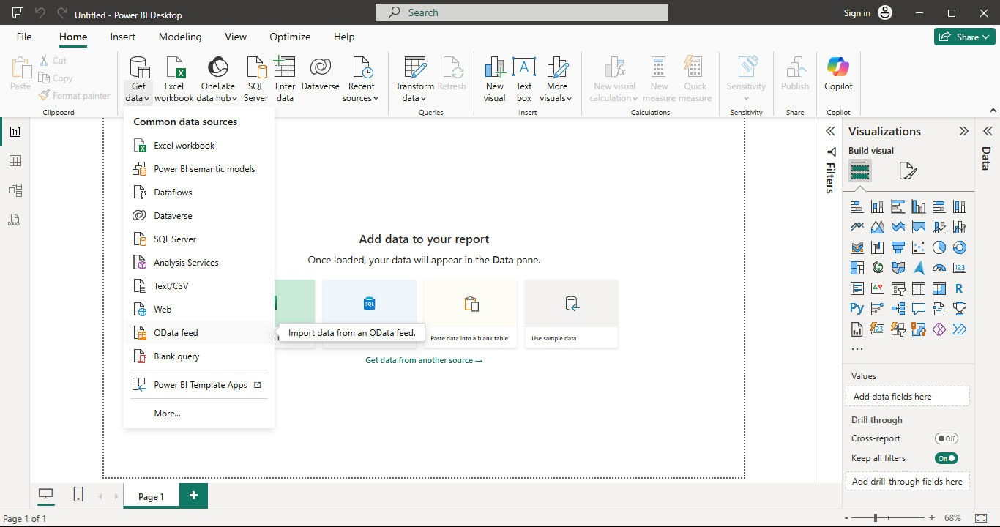 Untitled - Power BI Desktop
Search
Sign in
File
Home
Insert
Modeling
View
Optimize
Help
Share
Paste
Cut
Copy
Format painter
Clipboard
Get
data
Excel
workbook
OneLake
data hub
SQL
Server
Enter
data
Dataverse
Recent
sources
Transform
data
Refresh
Queries
New
visual
Text
box
More
visuals
Insert
New visual
calculation
New
measure
Quick
measure
Calculations
Sensitivity
Sensitivity
Publish
Share
Copilot
Copilot
Common data sources
Excel workbook
Power BI semantic models
Dataflows
Dataverse
SQL Server
Analysis Services
Text/CSV
Web
OData feed
Blank query
Power BI Template Apps
More...
Import data from an OData feed.
Add data to your report
Once loaded, your data will appear in the Data pane.
SQL
Paste data into a blank table
Use sample data
Get data from another source →
Filters
Visualizations
Build visual
Data
123
R
Py
...
Values
Add data fields here
Drill through
Cross-report
Off
Keep all filters
On
Add drill-through fields here
DAX
Page 1
+
Page 1 of 1
- + 68%